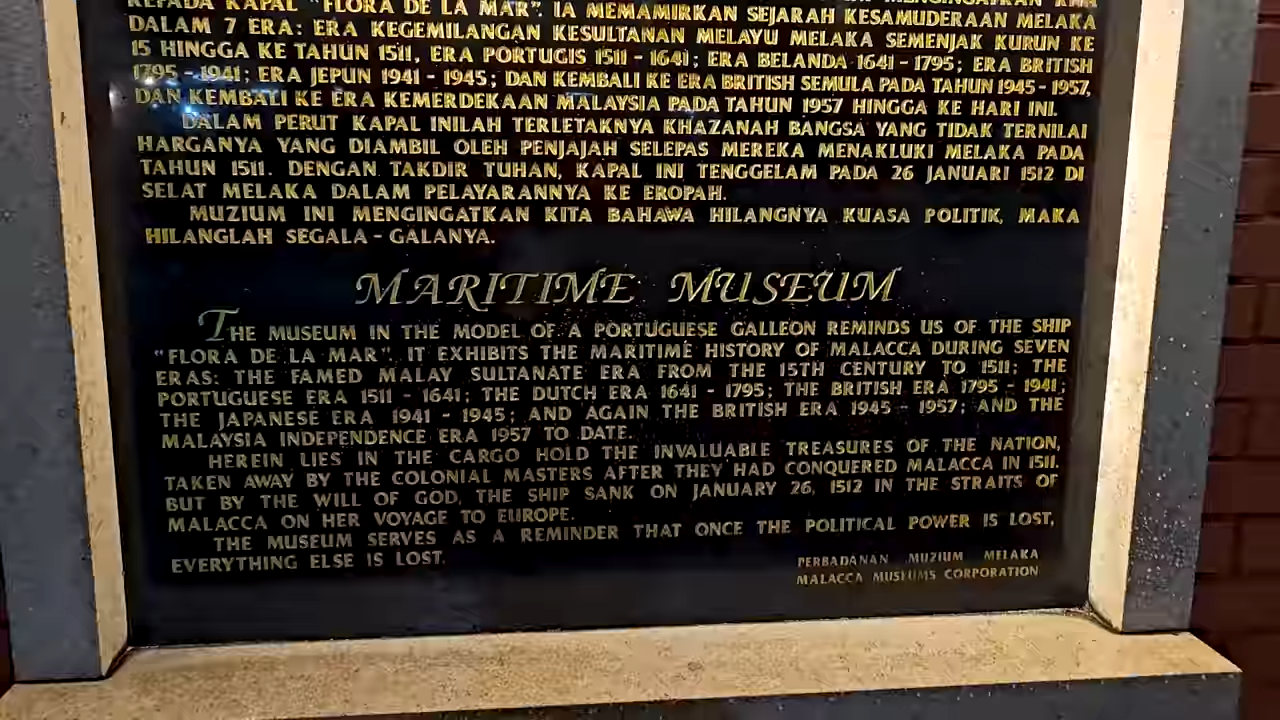 KEPADA KAPAL "FLORA DE LA MAR". IA MEMAMIRKAN SEJARAH KESAMUDERAAN MELAKA
DALAM 7 ERA: ERA KEGEMILANGAN KESULTANAN MELAYU MELAKA SEMENJAK KURUN KE
15 HINGGA KE TAHUN 1511, ERA PORTUGIS 1511 - 1641; ERA BELANDA 1641 - 1795; ERA BRITISH
1795 - 1941; ERA JEPUN 1941 - 1945; DAN KEMBALI KE ERA BRITISH SEMULA PADA TAHUN 1945 - 1957,
DAN KEMBALI KE ERA KEMERDEKAAN MALAYSIA PADA TAHUN 1957 HINGGA KE HARI INI.
DALAM PERUT KAPAL INILAH TERLETAKNYA KHAZANAH BANGSA YANG TIDAK TERNILAI
HARGANYA YANG DIAMBIL OLEH PENJAJAH SELEPAS MEREKA MENAKLUKI MELAKA PADA
TAHUN 1511. DENGAN TAKDIR TUHAN, KAPAL INI TENGGELAM PADA 26 JANUARI 1512 DI
SELAT MELAKA DALAM PELAYARANNYA KE EROPAH.
MUZIUM INI MENGINGATKAN KITA BAHAWA HILANGNYA KUASA POLITIK, MAKA
HILANGLAH SEGALA - GALANYA.
MARITIME MUSEUM
THE MUSEUM IN THE MODEL OF A PORTUGUESE GALLEON REMINDS US OF THE SHIP
"FLORA DE LA MAR". IT EXHIBITS THE MARITIME HISTORY OF MALACCA DURING SEVEN
ERAS: THE FAMED MALAY SULTANATE ERA FROM THE 15TH CENTURY TO 1511; THE
PORTUGUESE ERA 1511 - 1641; THE DUTCH ERA 1641 - 1795; THE BRITISH ERA 1795 - 1941;
THE JAPANESE ERA 1941 - 1945; AND AGAIN THE BRITISH ERA 1945 - 1957; AND THE
MALAYSIA INDEPENDENCE ERA 1957 TO DATE.
HEREIN LIES IN THE CARGO HOLD THE INVALUABLE TREASURES OF THE NATION,
TAKEN AWAY BY THE COLONIAL MASTERS AFTER THEY HAD CONQUERED MALACCA IN 1511.
BUT BY THE WILL OF GOD, THE SHIP SANK ON JANUARY 26, 1512 IN THE STRAITS OF
MALACCA ON HER VOYAGE TO EUROPE.
THE MUSEUM SERVES AS A REMINDER THAT ONCE THE POLITICAL POWER IS LOST,
EVERYTHING ELSE IS LOST.
PERBADANAN MUZIUM MELAKA
MALACCA MUSEUMS CORPORATION